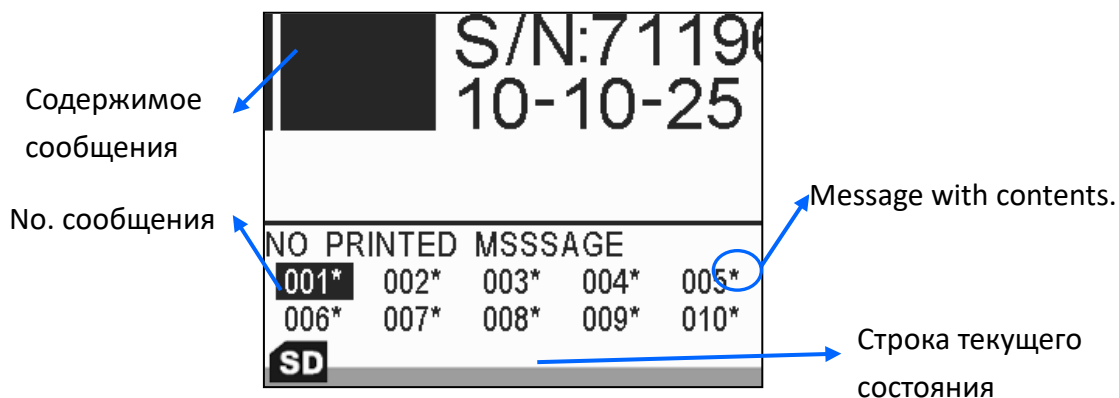 S/N:71196
10-10-25
Содержимое
сообщения
No. сообщения
Message with contents.
NO PRINTED MSSSAGE
001* 002* 003* 004* 005*
006* 007* 008* 009* 010*
SD
Строка текущего
состояния